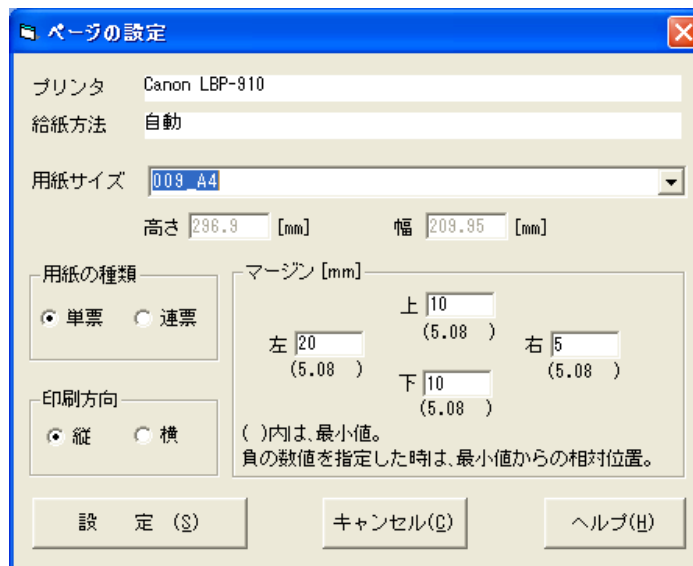 ページの設定
プリンタ Canon LBP-910
給紙方法 自動
用紙サイズ 009_A4
高さ 296.9 [mm] 幅 209.95 [mm]
用紙の種類
単票 連票
印刷方向
縦 横
マージン [mm]
上 10
(5.08 )
左 20
(5.08 )
右 5
(5.08 )
下 10
(5.08 )
( )内は、最小値。
負の数値を指定した時は、最小値からの相対位置。
設 定 (S) キャンセル(C) ヘルプ(H)